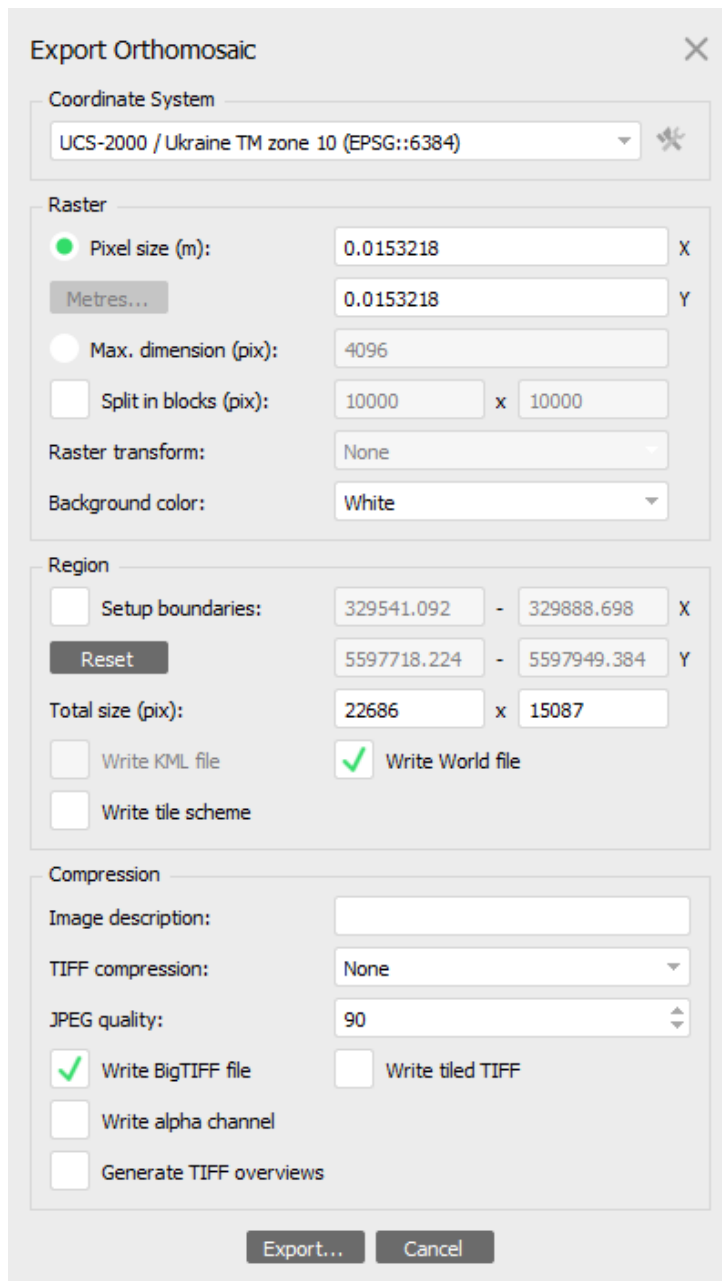 Export Orthomosaic
Coordinate System
UCS-2000 / Ukraine TM zone 10 (EPSG::6384)
Raster
Pixel size (m): 0.0153218 X
Metres... 0.0153218 Y
Max. dimension (pix): 4096
Split in blocks (pix): 10000 x 10000
Raster transform: None
Background color: White
Region
Setup boundaries: 329541.092 - 329888.698 X
Reset 5597718.224 - 5597949.384 Y
Total size (pix): 22686 x 15087
Write KML file Write World file
Write tile scheme
Compression
Image description:
TIFF compression: None
JPEG quality: 90
Write BigTIFF file Write tiled TIFF
Write alpha channel
Generate TIFF overviews
Export... Cancel